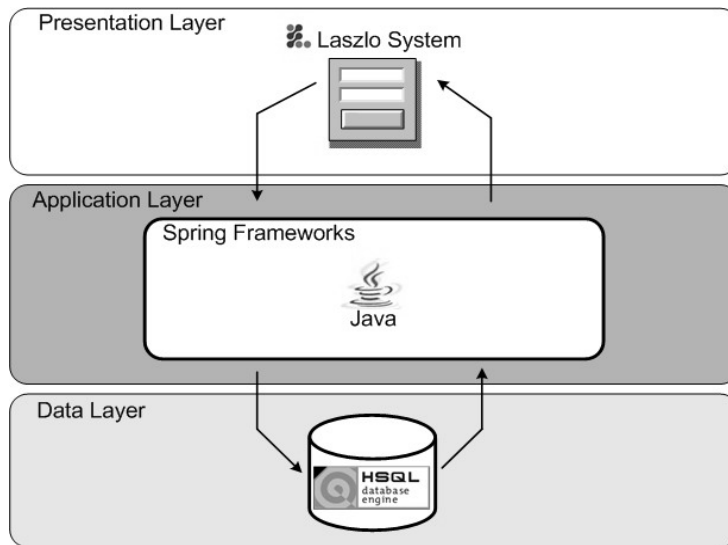 Presentation Layer
Laszlo System
Application Layer
Spring Frameworks
Java
Data Layer
HSQL
database
engine